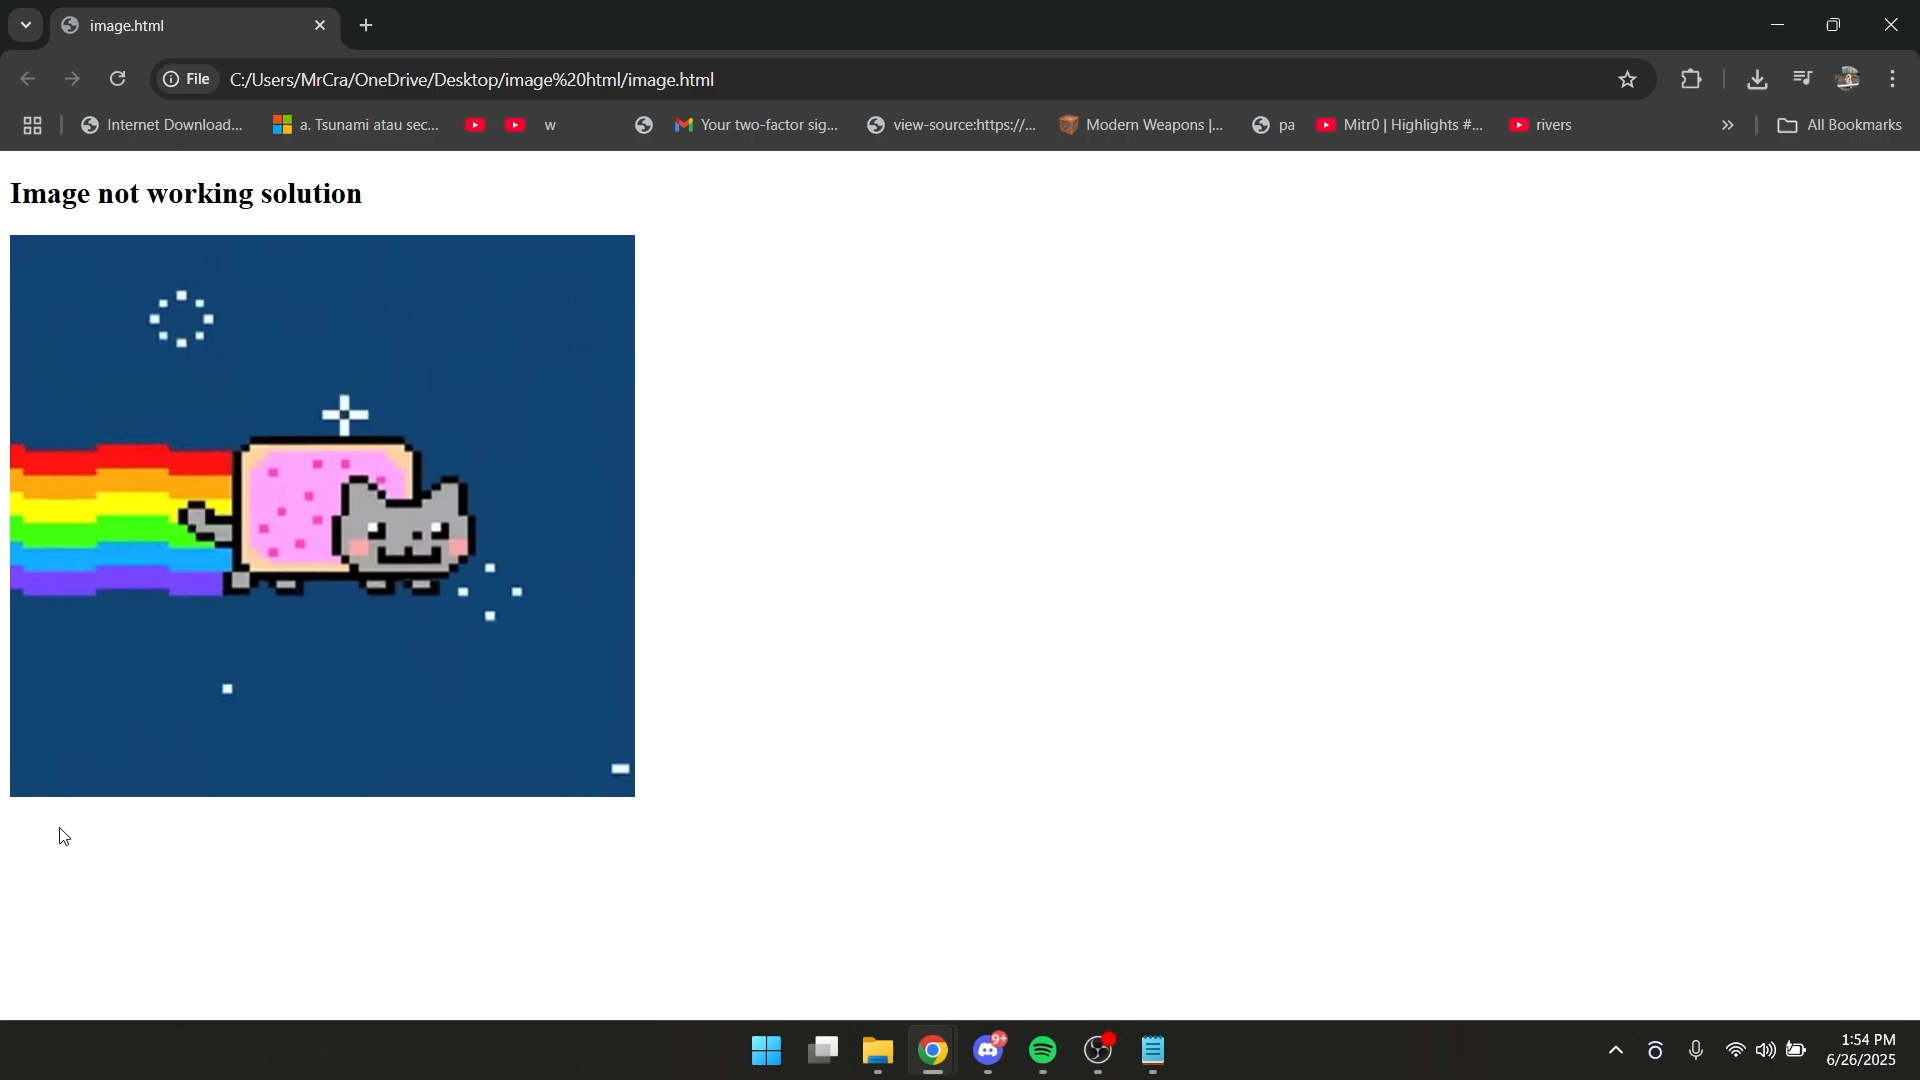 image.html
File
C:/Users/MrCra/OneDrive/Desktop/image%20html/image.html
Internet Download...
a. Tsunami atau sec...
w
Your two-factor sig...
view-source:https://...
Modern Weapons |...
pa
Mitr0 | Highlights #...
rivers
All Bookmarks
Image not working solution
9+
1:54 PM
6/26/2025